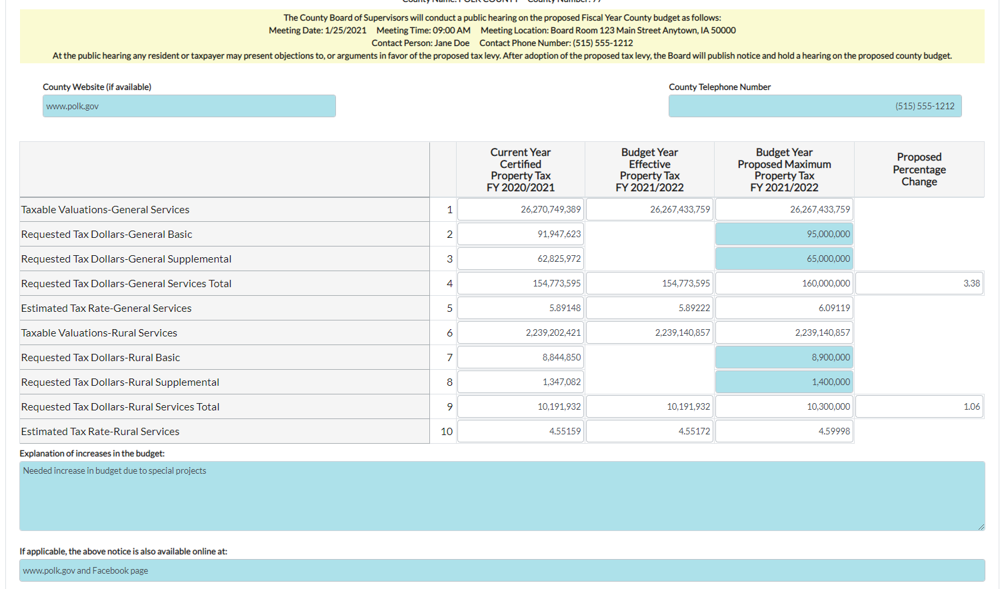 The County Board of Supervisors will conduct a public hearing on the proposed Fiscal Year County budget as follows:
Meeting Date: 1/25/2021 Meeting Time: 09:00 AM Meeting Location: Board Room 123 Main Street Anytown, IA 50000
Contact Person: Jane Doe Contact Phone Number: (515) 555-1212
At the public hearing any resident or taxpayer may present objections to, or arguments in favor of the proposed tax levy. After adoption of the proposed tax levy, the Board will publish notice and hold a hearing on the proposed county budget.
County Website (if available) County Telephone Number
www.polk.gov (515) 555-1212
Current Year Certified Property Tax FY 2020/2021
Budget Year Effective Property Tax FY 2021/2022
Budget Year Proposed Maximum Property Tax FY 2021/2022
Proposed Percentage Change
Taxable Valuations-General Services 1 26,270,749,389 26,267,433,759 26,267,433,759
Requested Tax Dollars-General Basic 2 91,947,623 95,000,000
Requested Tax Dollars-General Supplemental 3 62,825,972 65,000,000
Requested Tax Dollars-General Services Total 4 154,773,595 154,773,595 160,000,000 3.38
Estimated Tax Rate-General Services 5 5.89148 5.89222 6.09119
Taxable Valuations-Rural Services 6 2,239,202,421 2,239,140,857 2,239,140,857
Requested Tax Dollars-Rural Basic 7 8,844,850 8,900,000
Requested Tax Dollars-Rural Supplemental 8 1,347,082 1,400,000
Requested Tax Dollars-Rural Services Total 9 10,191,932 10,191,932 10,300,000 1.06
Estimated Tax Rate-Rural Services 10 4.55159 4.55172 4.59998
Explanation of increases in the budget:
Needed increase in budget due to special projects
If applicable, the above notice is also available online at:
www.polk.gov and Facebook page